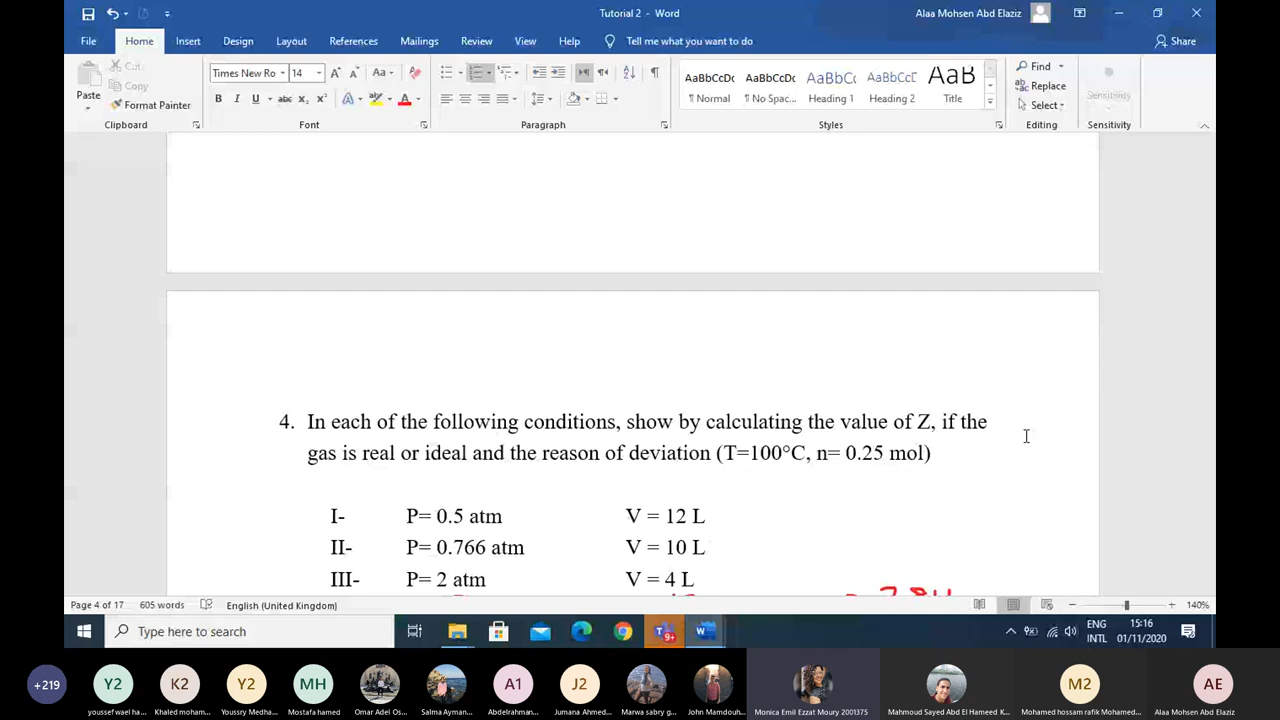 Tutorial 2 - Word
Alaa Mohsen Abd Elaziz
File Home Insert Design Layout References Mailings Review View Help Tell me what you want to do Share
Paste
Cut
Copy
Format Painter
Clipboard
Times New Ro 14
Font
Paragraph
AaBbCcDc AaBbCcDc AaBbCc AaBbCcD AaB
¶ Normal ¶ No Spac... Heading 1 Heading 2 Title
Styles
Find
Replace
Select
Editing
Sensitivity
Sensitivity
4. In each of the following conditions, show by calculating the value of Z, if the
gas is real or ideal and the reason of deviation (T=100°C, n= 0.25 mol)
I- P= 0.5 atm V = 12 L
II- P= 0.766 atm V = 10 L
III- P= 2 atm V = 4 L
Page 4 of 17 605 words English (United Kingdom) 140%
Type here to search
9+
ENG
INTL
15:16
01/11/2020
+219 Y2 K2 Y2 MH A1 J2 M2 AE
youssef wael ha... Khaled moham... Youssry Medha... Mostafa hamed Omar Adel Os... Salma Ayman... Abdelrahman... Jumana Ahmed... Marwa sabry g... John Mamdouh... Monica Emil Ezzat Moury 2001375 Mahmoud Sayed Abd El Hameed K... Mohamed hossam rafik Mohamed... Alaa Mohsen Abd Elaziz